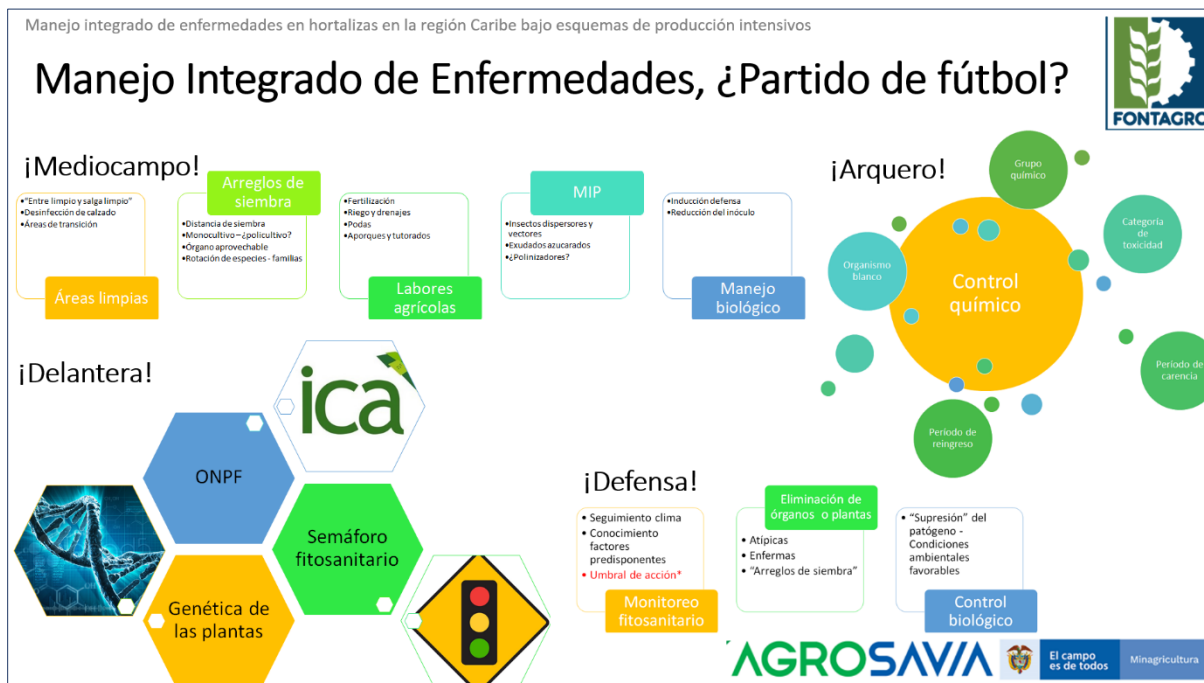 Manejo integrado de enfermedades en hortalizas en la región Caribe bajo esquemas de producción intensivos
Manejo Integrado de Enfermedades, ¿Partido de fútbol?
FONTAGRO
¡Mediocampo!
•"Entre limpio y salga limpio"
•Desinfección de calzado
•Áreas de transición
Áreas limpias
Arreglos de
siembra
•Distancia de siembra
•Monocultivo – ¿policultivo?
•Órgano aprovechable
•Rotación de especies - familias
•Fertilización
•Riego y drenajes
•Podas
•Aporques y tutorados
Labores
agrícolas
MIP
•Insectos dispersores y
vectores
•Exudados azucarados
•¿Polinizadores?
•Inducción defensa
•Reducción del inóculo
Manejo
biológico
¡Arquero!
Grupo
químico
Categoría
de
toxicidad
Organismo
blanco
Control
químico
Periodo de
carencia
Periodo de
reingreso
¡Delantera!
ica
ONPF
Semáforo
fitosanitario
Genética de
las plantas
¡Defensa!
• Seguimiento clima
• Conocimiento
factores
predisponentes
• Umbral de acción*
Monitoreo
fitosanitario
Eliminación de
órganos o plantas
• Atípicas
• Enfermas
• "Arreglos de siembra"
• "Supresión" del
patógeno -
Condiciones
ambientales
favorables
Control
biológico
AGROSAVIA
El campo
es de todos
Minagricultura